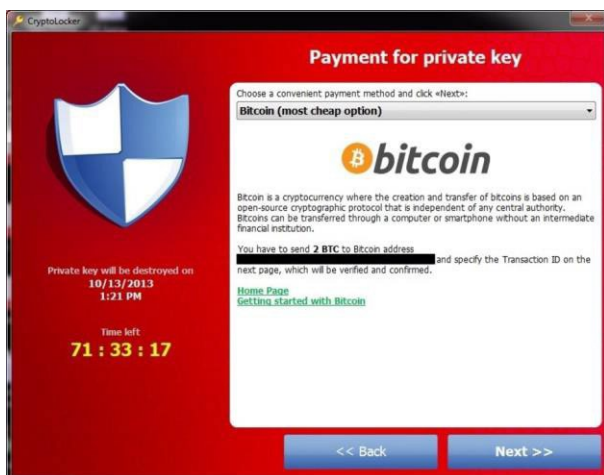 CryptoLocker
Payment for private key
Choose a convenient payment method and click «Next»:
Bitcoin (most cheap option)
bitcoin
Bitcoin is a cryptocurrency where the creation and transfer of bitcoins is based on an
open-source cryptographic protocol that is independent of any central authority.
Bitcoins can be transferred through a computer or smartphone without an intermediate
financial institution.
You have to send 2 BTC to Bitcoin address
and specify the Transaction ID on the
next page, which will be verified and confirmed.
Home Page
Getting started with Bitcoin
Private key will be destroyed on
10/13/2013
1:21 PM
Time left
71 : 33 : 17
<< Back
Next >>